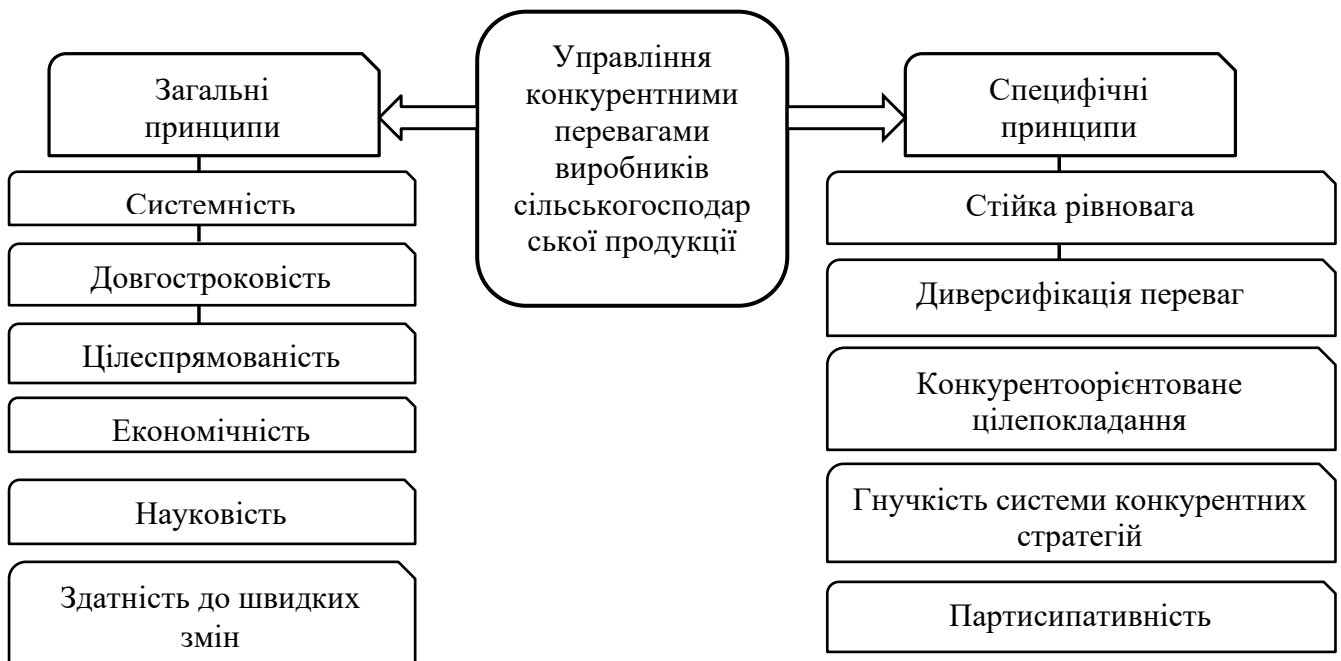 Управління
конкурентними
перевагами
виробників
сільськогосподар
ської продукції
Загальні
принципи
Системність
Довгостроковість
Цілеспрямованість
Економічність
Науковість
Здатність до швидких
змін
Специфічні
принципи
Стійка рівновага
Диверсифікація переваг
Конкурентоорієнтоване
цілепокладання
Гнучкість системи конкурентних
стратегій
Партисипативність